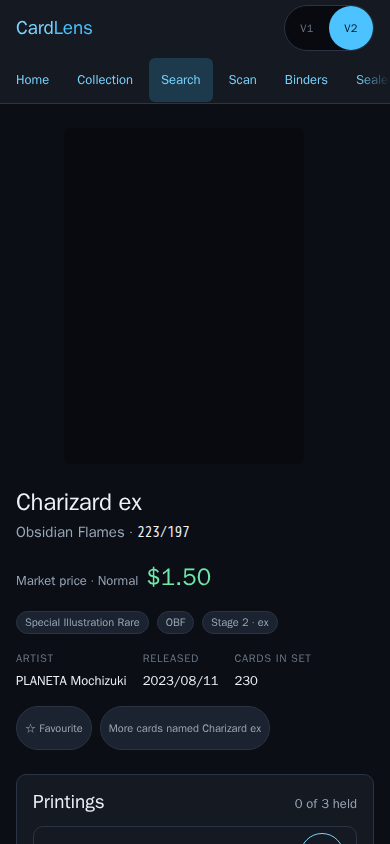 CardLens
V1 V2
Home Collection Search Scan Binders Seale
Charizard ex
Obsidian Flames · 223/197
Market price · Normal $1.50
Special Illustration Rare OBF Stage 2 · ex
ARTIST RELEASED CARDS IN SET
PLANETA Mochizuki 2023/08/11 230
☆ Favourite More cards named Charizard ex
Printings 0 of 3 held